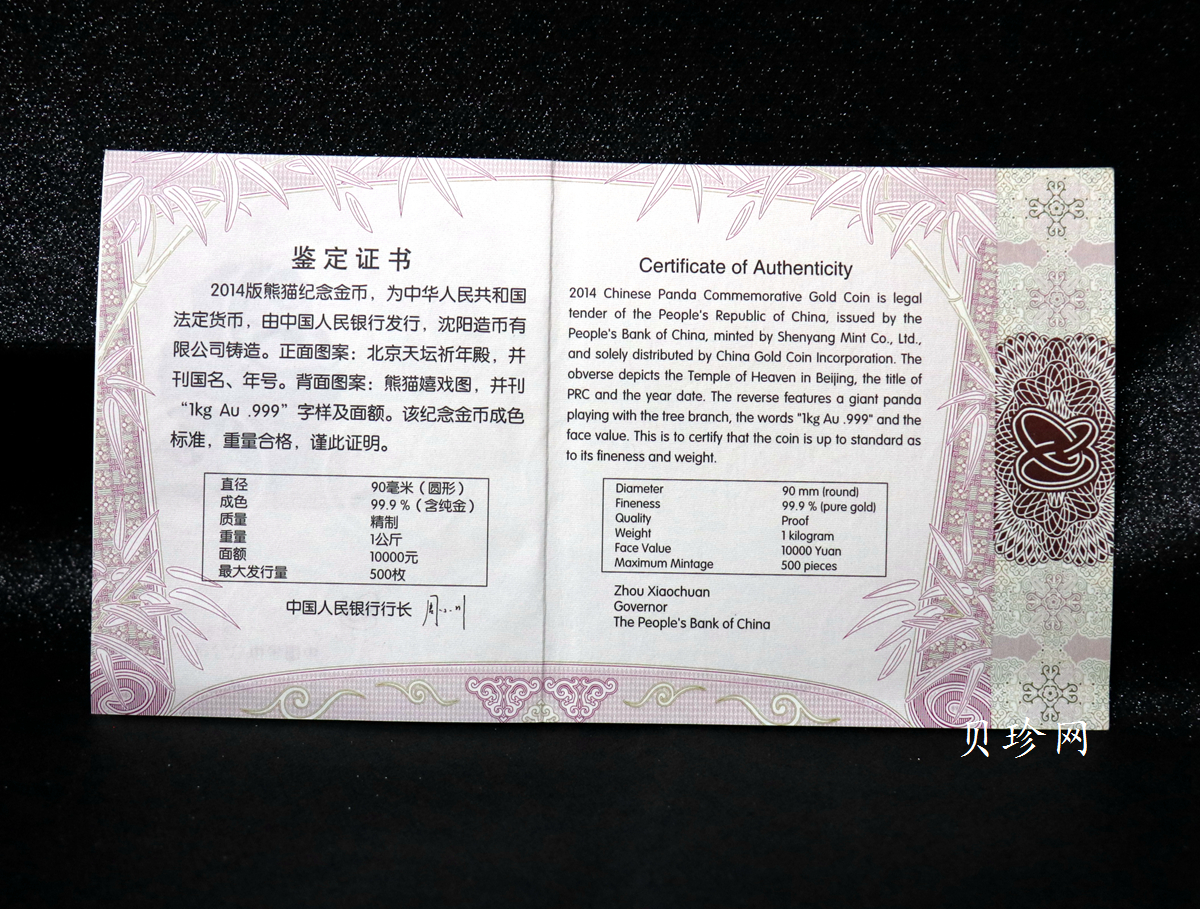 鉴定证书
2014版熊猫纪念金币，为中华人民共和国
法定货币，由中国人民银行发行，沈阳造币有
限公司铸造。正面图案：北京天坛祈年殿，并
刊国名、年号。背面图案：熊猫嬉戏图，并刊
“1kg Au .999”字样及面额。该纪念金币成色
标准，重量合格，谨此证明。
直径 90毫米（圆形）
成色 99.9％（含纯金）
质量 精制
重量 1公斤
面额 10000元
最大发行量 500枚
中国人民银行行长
Certificate of Authenticity
2014 Chinese Panda Commemorative Gold Coin is legal
tender of the People's Republic of China, issued by the
People's Bank of China, minted by Shenyang Mint Co., Ltd.,
and solely distributed by China Gold Coin Incorporation. The
obverse depicts the Temple of Heaven in Beijing, the title of
PRC and the year date. The reverse features a giant panda
playing with the tree branch, the words "1kg Au .999" and the
face value. This is to certify that the coin is up to standard as
to its fineness and weight.
Diameter 90 mm (round)
Fineness 99.9 % (pure gold)
Quality Proof
Weight 1 kilogram
Face Value 10000 Yuan
Maximum Mintage 500 pieces
Zhou Xiaochuan
Governor
The People's Bank of China
贝珍网